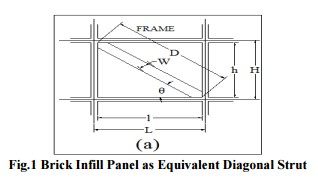 FRAME
D
W
h
H
θ
l
L
(a)
Fig.1 Brick Infill Panel as Equivalent Diagonal Strut